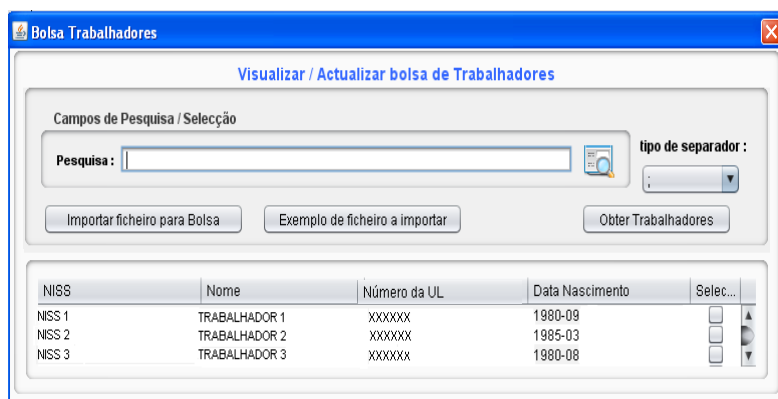 Bolsa Trabalhadores
Visualizar / Actualizar bolsa de Trabalhadores
Campos de Pesquisa / Selecção
Pesquisa :
tipo de separador :
;
Importar ficheiro para Bolsa Exemplo de ficheiro a importar Obter Trabalhadores
NISS Nome Número da UL Data Nascimento Selec...
NISS 1 TRABALHADOR 1 XXXXXX 1980-09
NISS 2 TRABALHADOR 2 XXXXXX 1985-03
NISS 3 TRABALHADOR 3 XXXXXX 1980-08